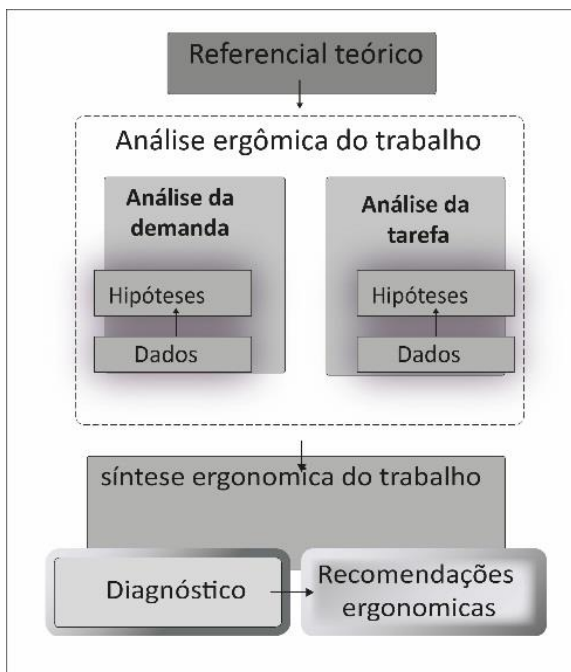 Referencial teórico
Análise ergômica do trabalho
Análise da
demanda
Hipóteses
Dados
Análise da
tarefa
Hipóteses
Dados
síntese ergonomica do trabalho
Diagnóstico
Recomendações
ergonomicas